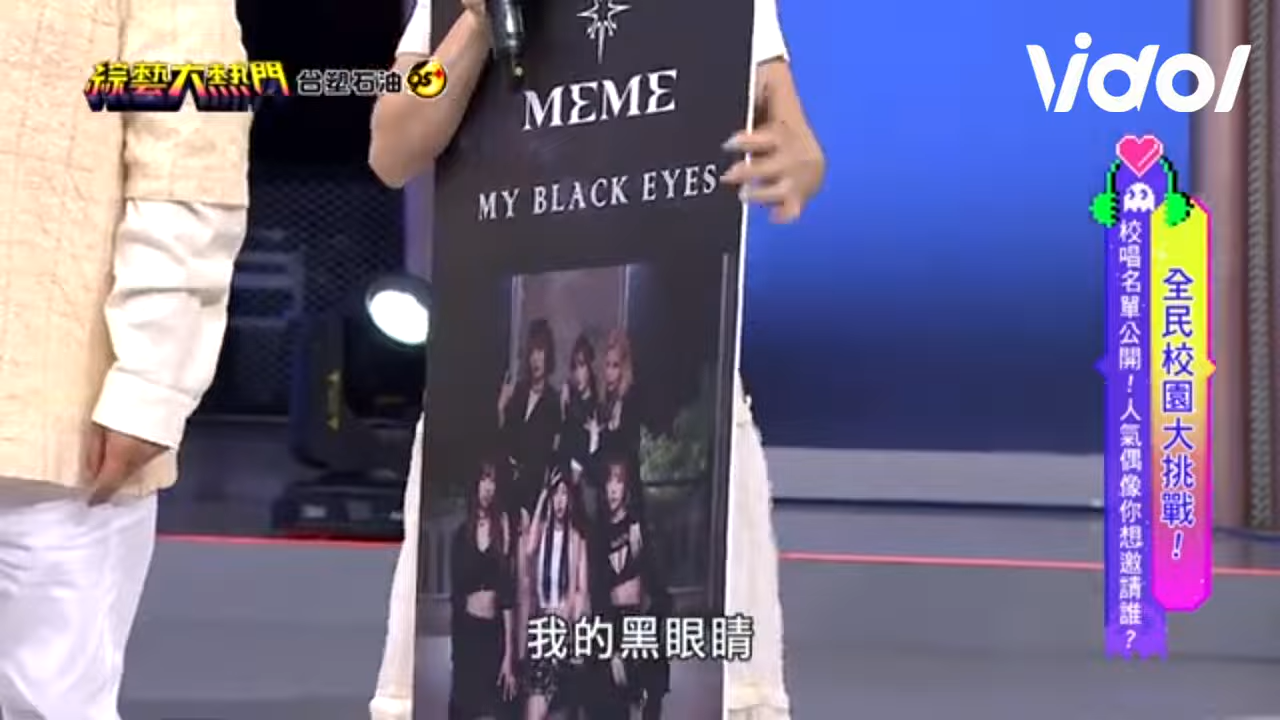 綜藝大熱門
台塑石油 95+
vidol
MEME
MY BLACK EYES
全民校園大挑戰！
校唱名單公開！人氣偶像你想邀請誰？
我的黑眼睛